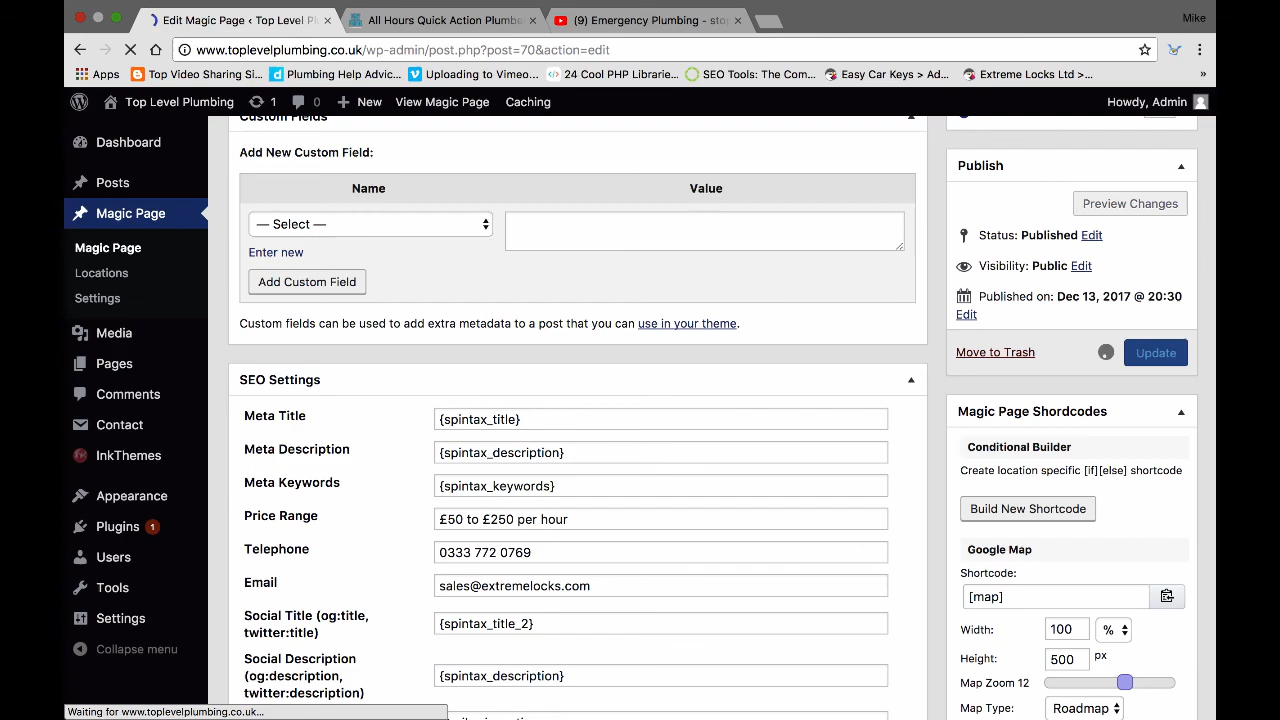 Edit Magic Page ‹ Top Level Pl
All Hours Quick Action Plumbe
(9) Emergency Plumbing - sto
Mike
www.toplevelplumbing.co.uk/wp-admin/post.php?post=70&action=edit
Apps
Top Video Sharing Si...
Plumbing Help Advic...
Uploading to Vimeo...
24 Cool PHP Librarie...
SEO Tools: The Com...
Easy Car Keys > Ad...
Extreme Locks Ltd >...
»
Top Level Plumbing
1
0
New
View Magic Page
Caching
Howdy, Admin
Dashboard
Posts
Magic Page
Magic Page
Locations
Settings
Media
Pages
Comments
Contact
InkThemes
Appearance
Plugins 1
Users
Tools
Settings
Collapse menu
Custom Fields
Add New Custom Field:
Name
Value
— Select —
Enter new
Add Custom Field
Custom fields can be used to add extra metadata to a post that you can use in your theme.
SEO Settings
Meta Title
{spintax_title}
Meta Description
{spintax_description}
Meta Keywords
{spintax_keywords}
Price Range
£50 to £250 per hour
Telephone
0333 772 0769
Email
sales@extremelocks.com
Social Title (og:title,
twitter:title)
{spintax_title_2}
Social Description
(og:description,
twitter:description)
{spintax_description}
Publish
Preview Changes
Status: Published Edit
Visibility: Public Edit
Published on: Dec 13, 2017 @ 20:30
Edit
Move to Trash
Update
Magic Page Shordcodes
Conditional Builder
Create location specific [if][else] shortcode
Build New Shortcode
Google Map
Shortcode:
[map]
Width:
100
%
Height:
500
px
Map Zoom 12
Map Type:
Roadmap
Waiting for www.toplevelplumbing.co.uk...